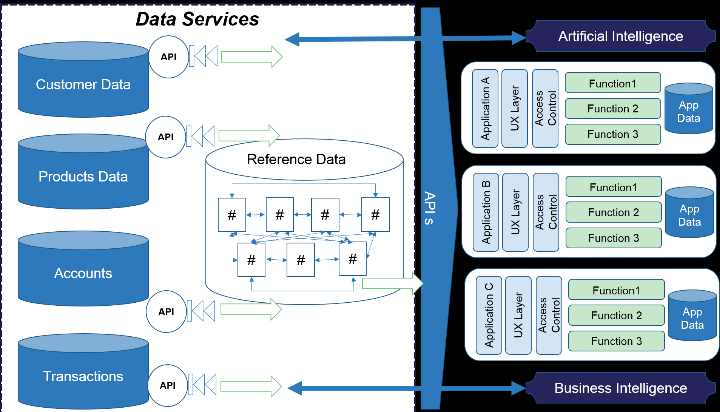 Data Services
Customer Data
API
Products Data
API
Accounts
API
Transactions
API
Reference Data
# # # #
# # #
API s
Artificial Intelligence
Application A
UX Layer
Access
Control
Function1
Function 2
Function 3
App
Data
Application B
UX Layer
Access
Control
Function1
Function 2
Function 3
App
Data
Application C
UX Layer
Access
Control
Function1
Function 2
Function 3
App
Data
Business Intelligence